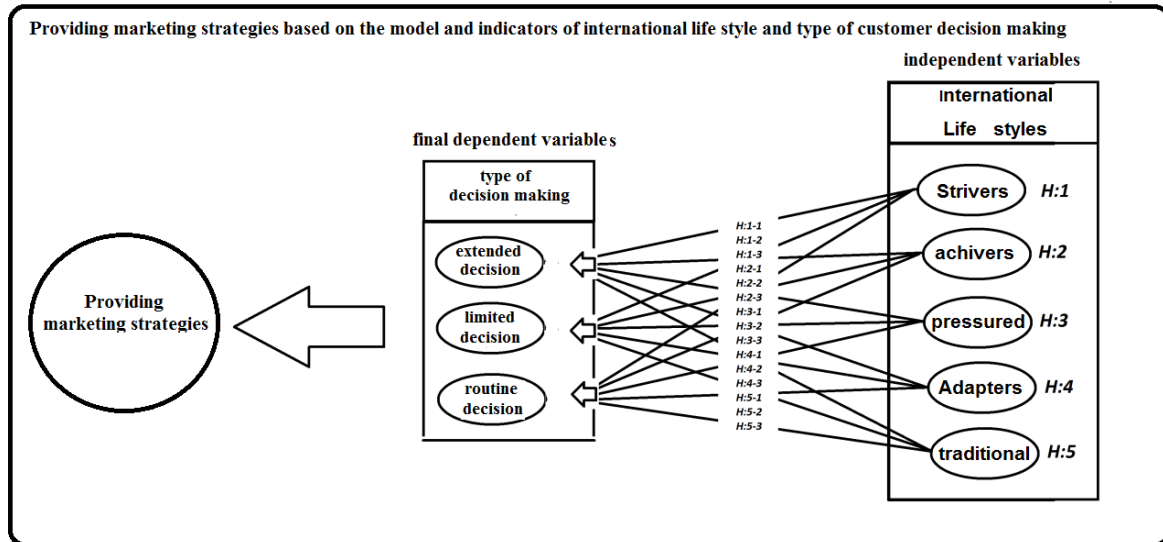 Providing marketing strategies based on the model and indicators of international life style and type of customer decision making
independent variables
International
Life styles
Strivers H:1
achivers H:2
pressured H:3
Adapters H:4
traditional H:5
H:1-1
H:1-2
H:1-3
H:2-1
H:2-2
H:2-3
H:3-1
H:3-2
H:3-3
H:4-1
H:4-2
H:4-3
H:5-1
H:5-2
H:5-3
final dependent variables
type of
decision making
extended
decision
limited
decision
routine
decision
Providing
marketing strategies